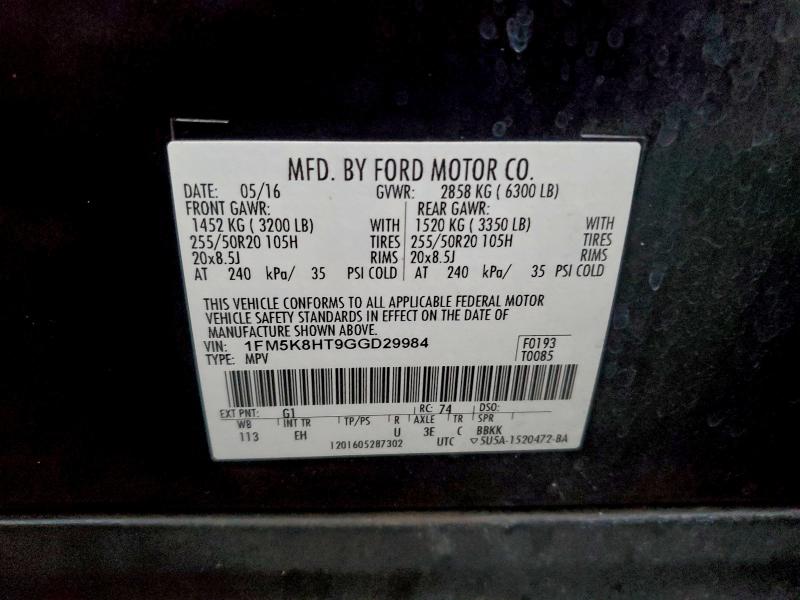 MFD. BY FORD MOTOR CO.
DATE: 05/16 GVWR: 2858 KG ( 6300 LB)
FRONT GAWR: REAR GAWR:
1452 KG ( 3200 LB) WITH 1520 KG ( 3350 LB) WITH
255/50R20 105H TIRES 255/50R20 105H TIRES
20x8.5J RIMS 20x8.5J RIMS
AT 240 kPa/ 35 PSI COLD AT 240 kPa/ 35 PSI COLD
THIS VEHICLE CONFORMS TO ALL APPLICABLE FEDERAL MOTOR
VEHICLE SAFETY STANDARDS IN EFFECT ON THE DATE OF
MANUFACTURE SHOWN ABOVE.
VIN: 1FM5K8HT9GGD29984 F0193
TYPE: MPV T0085
EXT PNT: G1 RC: 74 DSO:
WB INT TR TP/PS R AXLE TR SPR
113 EH U 3E C BBKK
1201605287302 UTC ▽5U5A-1520472-BA